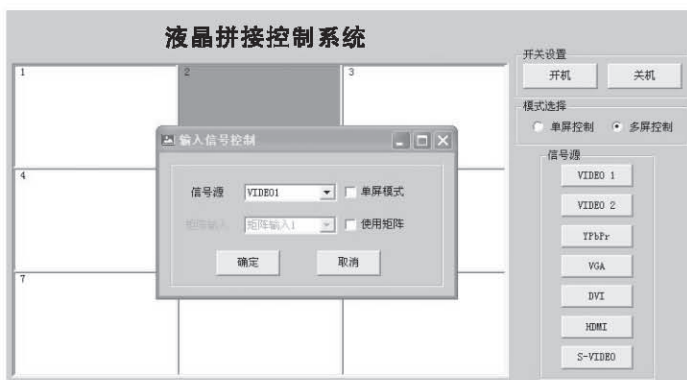 液晶拼接控制系统
开关设置
开机 关机
模式选择
单屏控制 多屏控制
信号源
VIDEO 1
VIDEO 2
YPbPr
VGA
DVI
HDMI
S-VIDEO
1 2 3
4
7
输入信号控制
信号源 VIDEO1 单屏模式
矩阵输入 矩阵输入1 使用矩阵
确定 取消